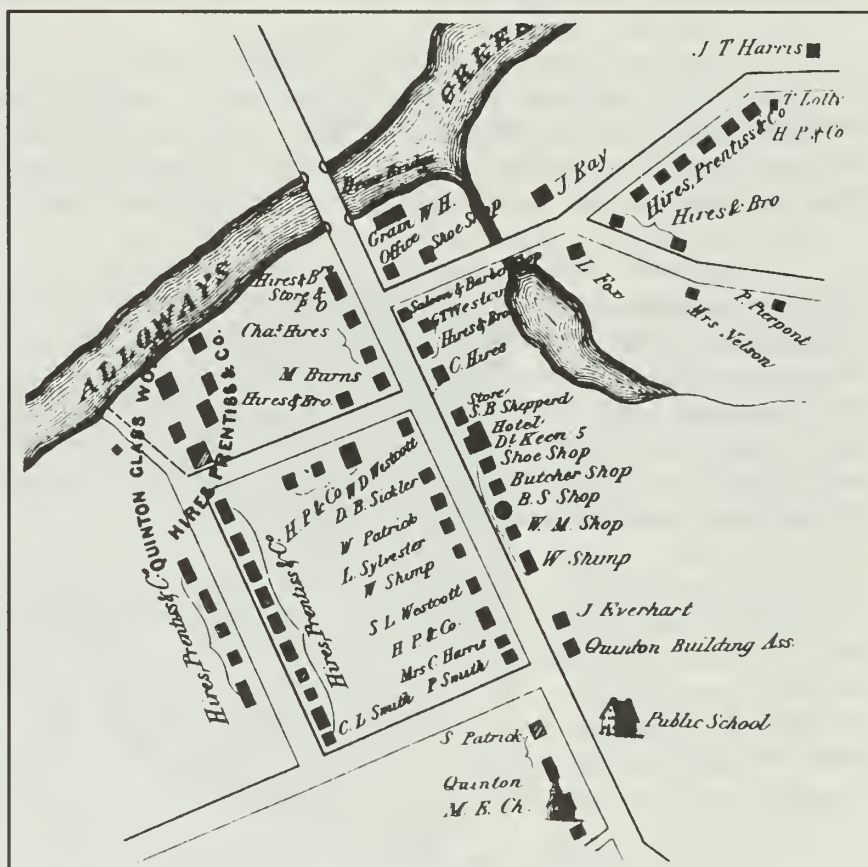 CREEK
ALLOWAYS
Draw Bridge
J T Harris
T Lolly
H P. & Co
Hires, Prentiss & Co
Hires & Bro
J. Kay
Grain W H.
Office
Shoe Shop
L Fox
P. Pierpont
Mrs Nelson
Hires & Br
Store &
P O
Chas Hires
M Burns
Hires & Bro.
Saloon & Barber Shop
Westcott
Hires & Bro
C. Hires
Store
S. B Shepperd
Hotel
D. Keen's
Shoe Shop
Butcher Shop
B. S Shop
W. M. Shop
W Shimp
J Everhart
Quinton Building Ass.
Public School
QUINTON GLASS WO
HIRES PRENTISS & CO.
H. P. & Co
W D Westcott
D. B. Sickler
W Patrick
L. Sylvester
W Shimp
S L Westcott
H P. & Co.
Mrs C Harris
P Smith
C. L Smith
Hires, Prentiss & Co.
Hires, Prentiss & Co.
S Patrick
Quinton
M. E. Ch.